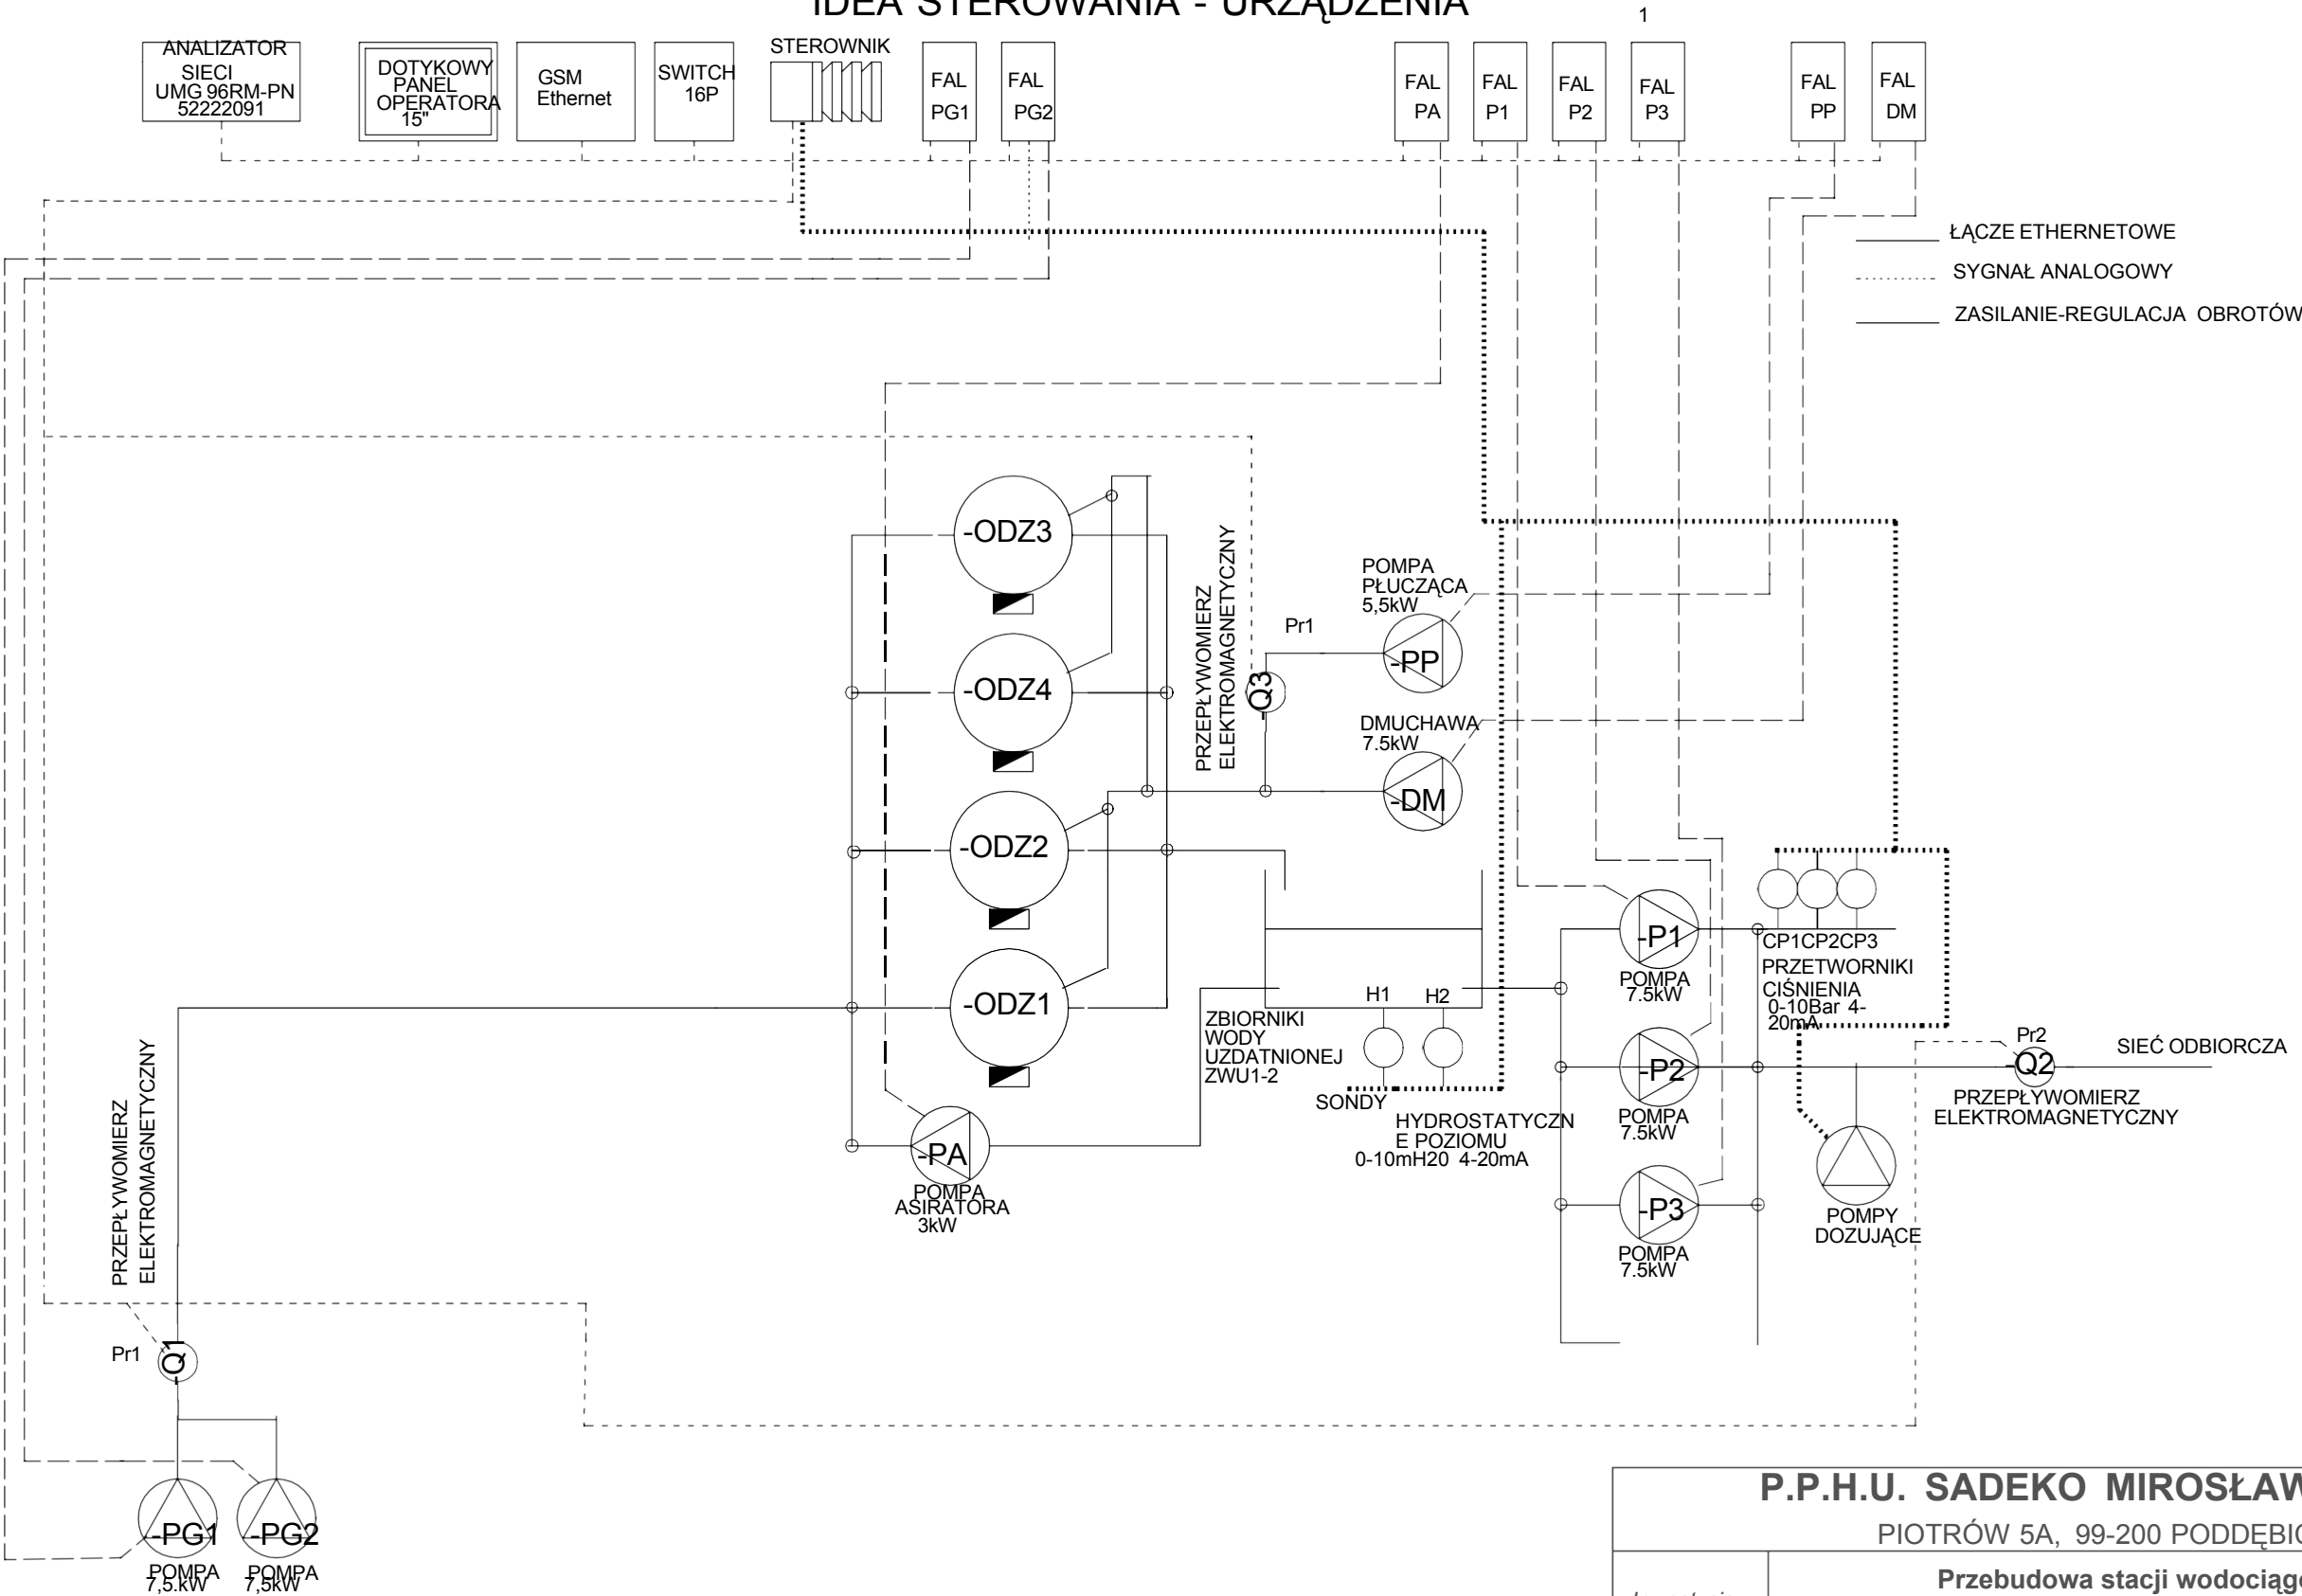 IDEA STEROWANIA - URZĄDZENIA
1
ANALIZATOR
SIECI
UMG 96RM-PN
52222091
DOTYKOWY
PANEL
OPERATORA
15"
GSM
Ethernet
SWITCH
16P
STEROWNIK
FAL
PG1
FAL
PG2
FAL
PA
FAL
P1
FAL
P2
FAL
P3
FAL
PP
FAL
DM
ŁĄCZE ETHERNETOWE
SYGNAŁ ANALOGOWY
ZASILANIE-REGULACJA OBROTÓW
-ODZ3
-ODZ4
-ODZ2
-ODZ1
PRZEPŁYWOMIERZ
ELEKTROMAGNETYCZNY
Pr1
-Q3
POMPA
PŁUCZĄCA
5,5kW
-PP
DMUCHAWA
7.5kW
-DM
ZBIORNIKI
WODY
UZDATNIONEJ
ZWU1-2
H1
H2
SONDY
HYDROSTATYCZN
E POZIOMU
0-10mH20 4-20mA
-PA
POMPA
ASIRATORA
3kW
-P1
POMPA
7.5kW
-P2
POMPA
7.5kW
-P3
POMPA
7.5kW
CP1CP2CP3
PRZETWORNIKI
CIŚNIENIA
0-10Bar 4-
20mA
POMPY
DOZUJĄCE
Pr2
-Q2
SIEĆ ODBIORCZA
PRZEPŁYWOMIERZ
ELEKTROMAGNETYCZNY
PRZEPŁYWOMIERZ
ELEKTROMAGNETYCZNY
Pr1
-Q1
-PG1
POMPA
7,5.kW
-PG2
POMPA
7,5kW
P.P.H.U. SADEKO MIROSŁAW
PIOTRÓW 5A, 99-200 PODDĘBIC
Przebudowa stacji wodociągo